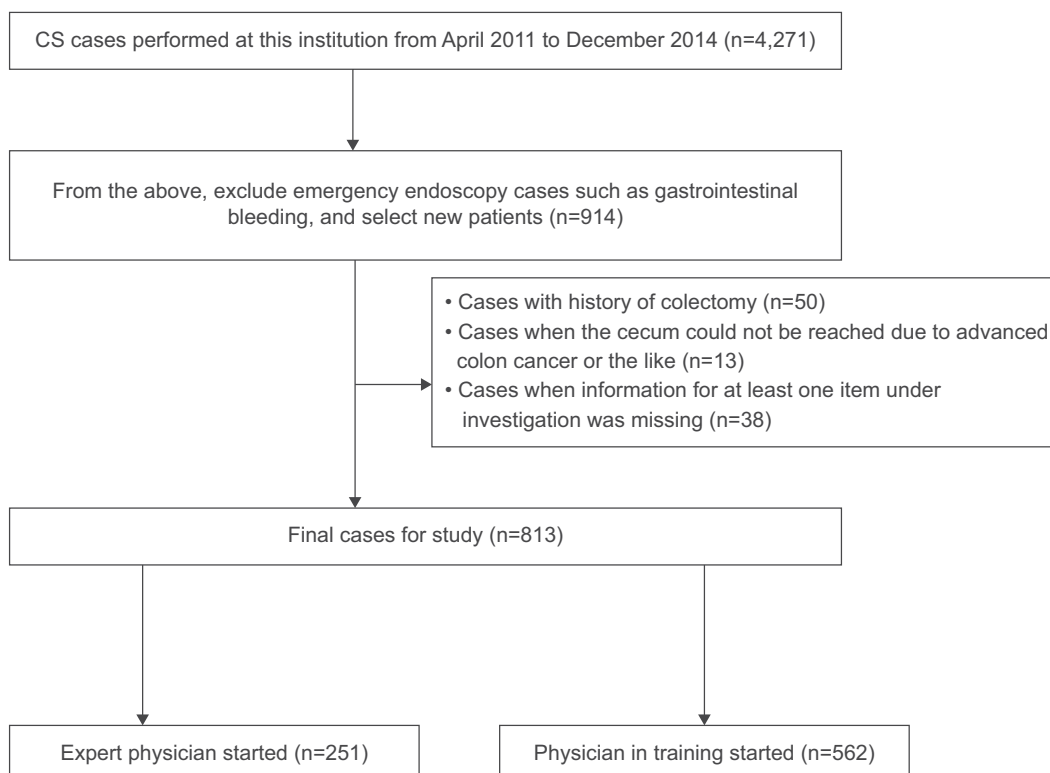 CS cases performed at this institution from April 2011 to December 2014 (n=4,271)
From the above, exclude emergency endoscopy cases such as gastrointestinal
bleeding, and select new patients (n=914)
• Cases with history of colectomy (n=50)
• Cases when the cecum could not be reached due to advanced
colon cancer or the like (n=13)
• Cases when information for at least one item under
investigation was missing (n=38)
Final cases for study (n=813)
Expert physician started (n=251)
Physician in training started (n=562)